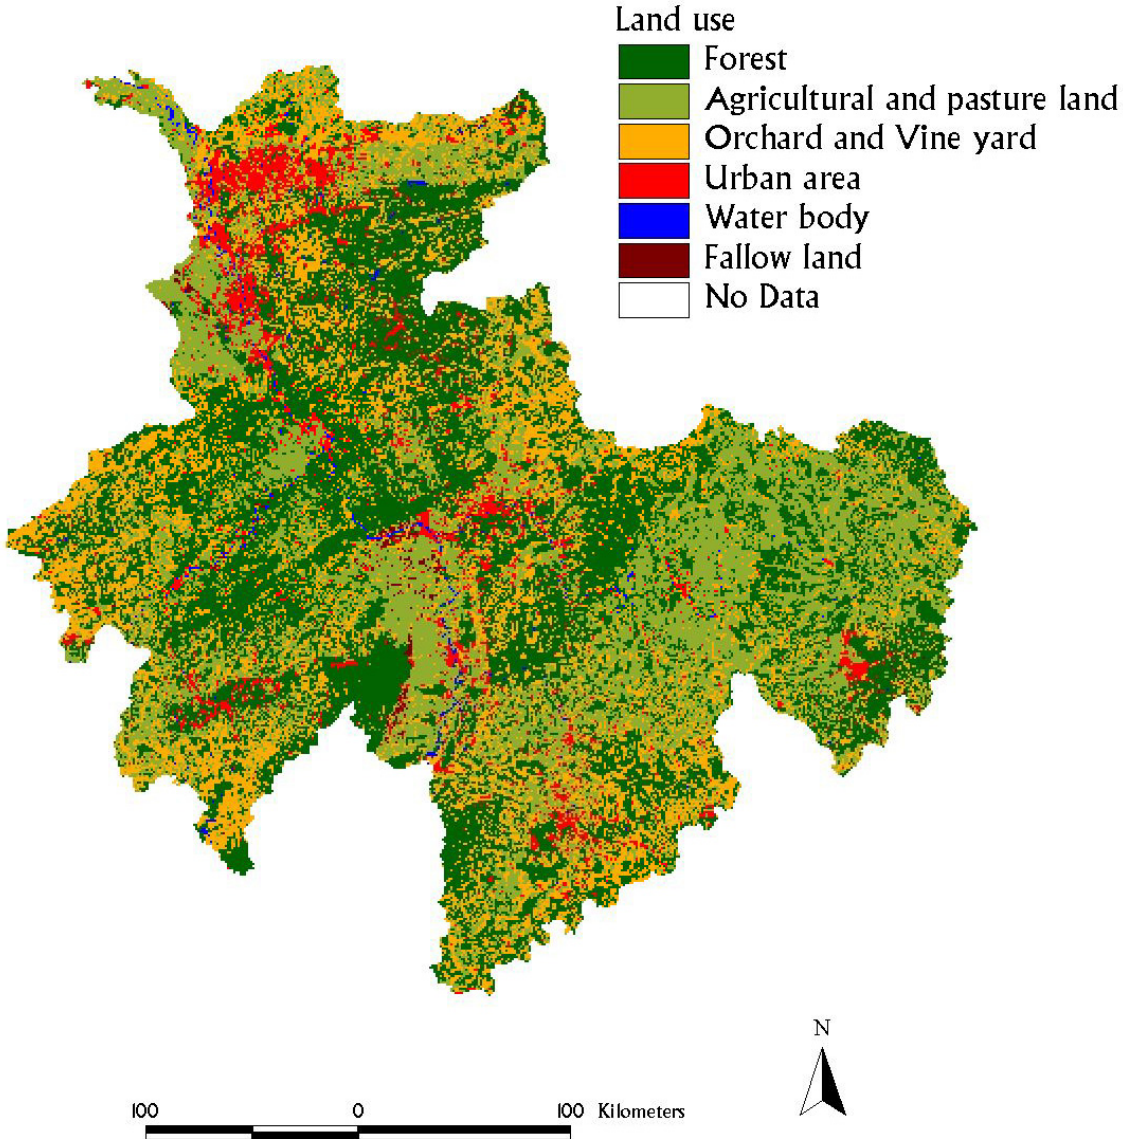 Land use
Forest
Agricultural and pasture land
Orchard and Vine yard
Urban area
Water body
Fallow land
No Data
N
100 0 100 Kilometers